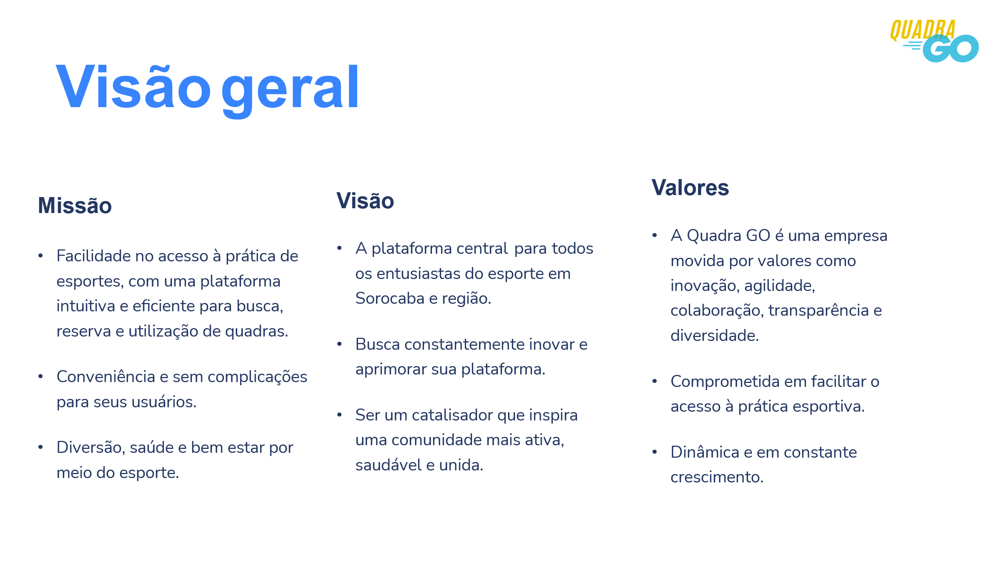 QUADRA
GO
Visão geral
Missão
• Facilidade no acesso à prática de
esportes, com uma plataforma
intuitiva e eficiente para busca,
reserva e utilização de quadras.
• Conveniência e sem complicações
para seus usuários.
• Diversão, saúde e bem estar por
meio do esporte.
Visão
• A plataforma central para todos
os entusiastas do esporte em
Sorocaba e região.
• Busca constantemente inovar e
aprimorar sua plataforma.
• Ser um catalisador que inspira
uma comunidade mais ativa,
saudável e unida.
Valores
• A Quadra GO é uma empresa
movida por valores como
inovação, agilidade,
colaboração, transparência e
diversidade.
• Comprometida em facilitar o
acesso à prática esportiva.
• Dinâmica e em constante
crescimento.